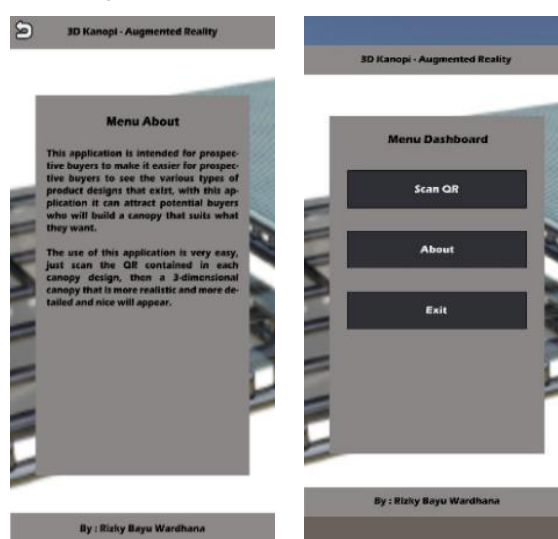 3D Kanopi - Augmented Reality
Menu About
This application is intended for prospec-
tive buyers to make it easier for prospec-
tive buyers to see the various types of
product designs that exist, with this ap-
plication it can attract potential buyers
who will build a canopy that suits what
they want.
The use of this application is very easy,
just scan the QR contained in each
canopy design, then a 3-dimensional
canopy that is more realistic and more de-
tailed and nice will appear.
By : Rizky Bayu Wardhana
3D Kanopi - Augmented Reality
Menu Dashboard
Scan QR
About
Exit
By : Rizky Bayu Wardhana